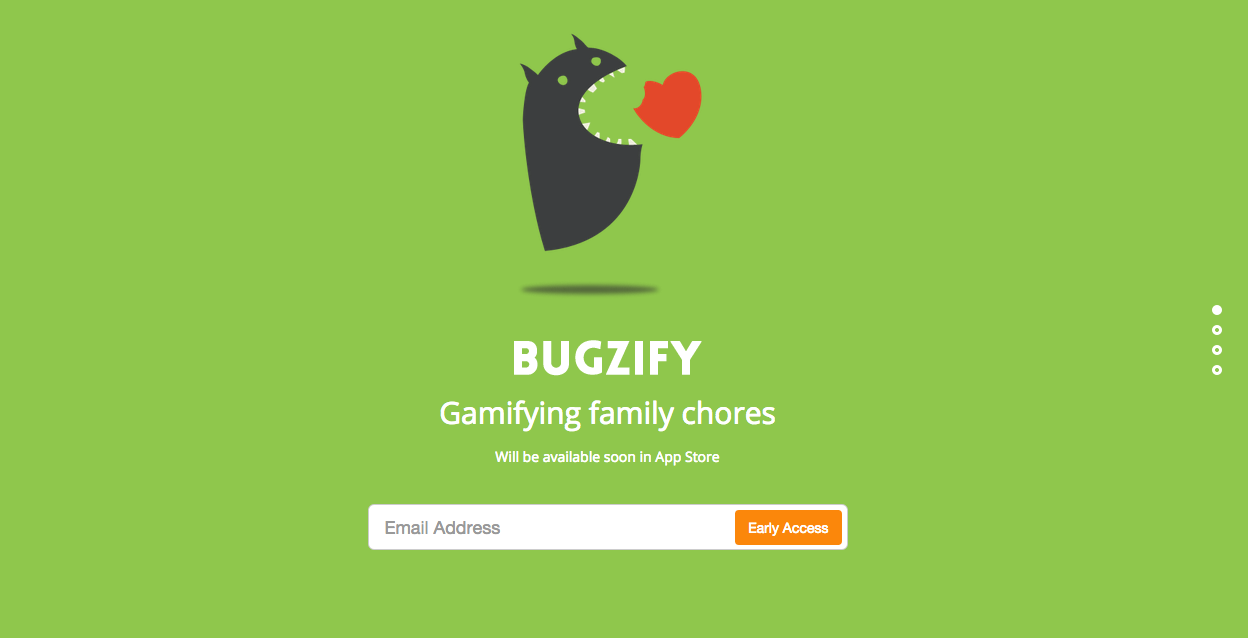 BUGZIFY
Gamifying family chores
Will be available soon in App Store
Email Address
Early Access